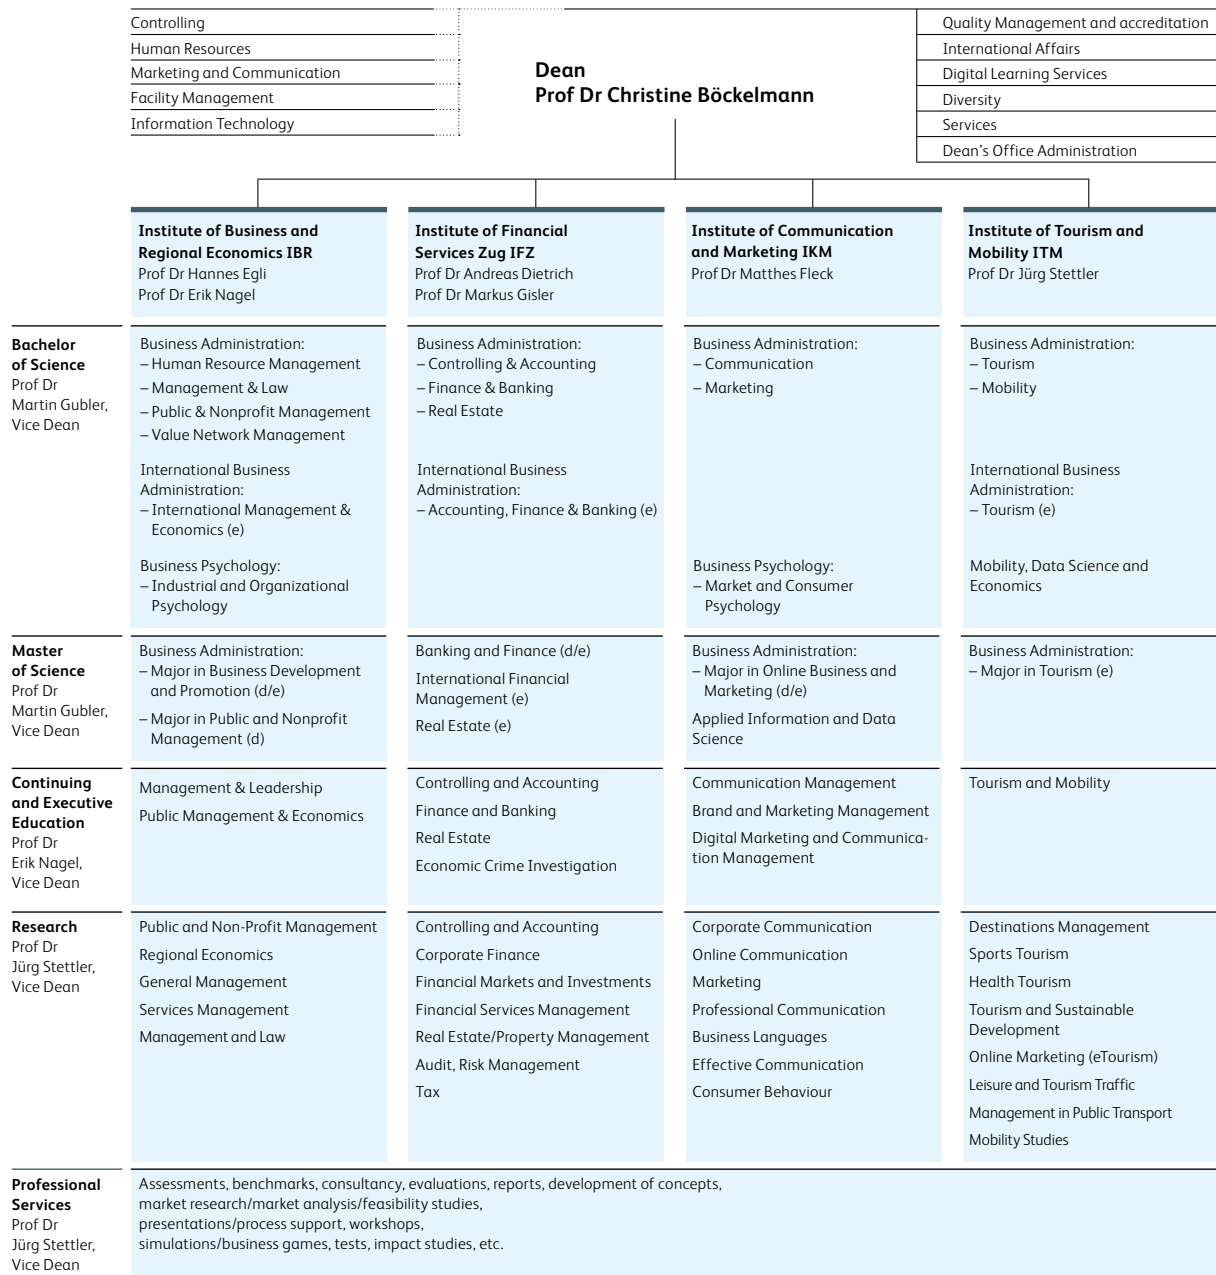 Controlling
Human Resources
Marketing and Communication
Facility Management
Information Technology
Dean
Prof Dr Christine Böckelmann
Quality Management and accreditation
International Affairs
Digital Learning Services
Diversity
Services
Dean’s Office Administration
Institute of Business and
Regional Economics IBR
Prof Dr Hannes Egli
Prof Dr Erik Nagel
Institute of Financial
Services Zug IFZ
Prof Dr Andreas Dietrich
Prof Dr Markus Gisler
Institute of Communication
and Marketing IKM
Prof Dr Matthes Fleck
Institute of Tourism and
Mobility ITM
Prof Dr Jürg Stettler
Bachelor
of Science
Prof Dr
Martin Gubler,
Vice Dean
Business Administration:
– Human Resource Management
– Management & Law
– Public & Nonprofit Management
– Value Network Management
International Business
Administration:
– International Management &
Economics (e)
Business Psychology:
– Industrial and Organizational
Psychology
Business Administration:
– Controlling & Accounting
– Finance & Banking
– Real Estate
International Business
Administration:
– Accounting, Finance & Banking (e)
Business Administration:
– Communication
– Marketing
Business Psychology:
– Market and Consumer
Psychology
Business Administration:
– Tourism
– Mobility
International Business
Administration:
– Tourism (e)
Mobility, Data Science and
Economics
Master
of Science
Prof Dr
Martin Gubler,
Vice Dean
Business Administration:
– Major in Business Development
and Promotion (d/e)
– Major in Public and Nonprofit
Management (d)
Banking and Finance (d/e)
International Financial
Management (e)
Real Estate (e)
Business Administration:
– Major in Online Business and
Marketing (d/e)
Applied Information and Data
Science
Business Administration:
– Major in Tourism (e)
Continuing
and Executive
Education
Prof Dr
Erik Nagel,
Vice Dean
Management & Leadership
Public Management & Economics
Controlling and Accounting
Finance and Banking
Real Estate
Economic Crime Investigation
Communication Management
Brand and Marketing Management
Digital Marketing and Communica-
tion Management
Tourism and Mobility
Research
Prof Dr
Jürg Stettler,
Vice Dean
Public and Non-Profit Management
Regional Economics
General Management
Services Management
Management and Law
Controlling and Accounting
Corporate Finance
Financial Markets and Investments
Financial Services Management
Real Estate/Property Management
Audit, Risk Management
Tax
Corporate Communication
Online Communication
Marketing
Professional Communication
Business Languages
Effective Communication
Consumer Behaviour
Destinations Management
Sports Tourism
Health Tourism
Tourism and Sustainable
Development
Online Marketing (eTourism)
Leisure and Tourism Traffic
Management in Public Transport
Mobility Studies
Professional
Services
Prof Dr
Jürg Stettler,
Vice Dean
Assessments, benchmarks, consultancy, evaluations, reports, development of concepts,
market research/market analysis/feasibility studies,
presentations/process support, workshops,
simulations/business games, tests, impact studies, etc.